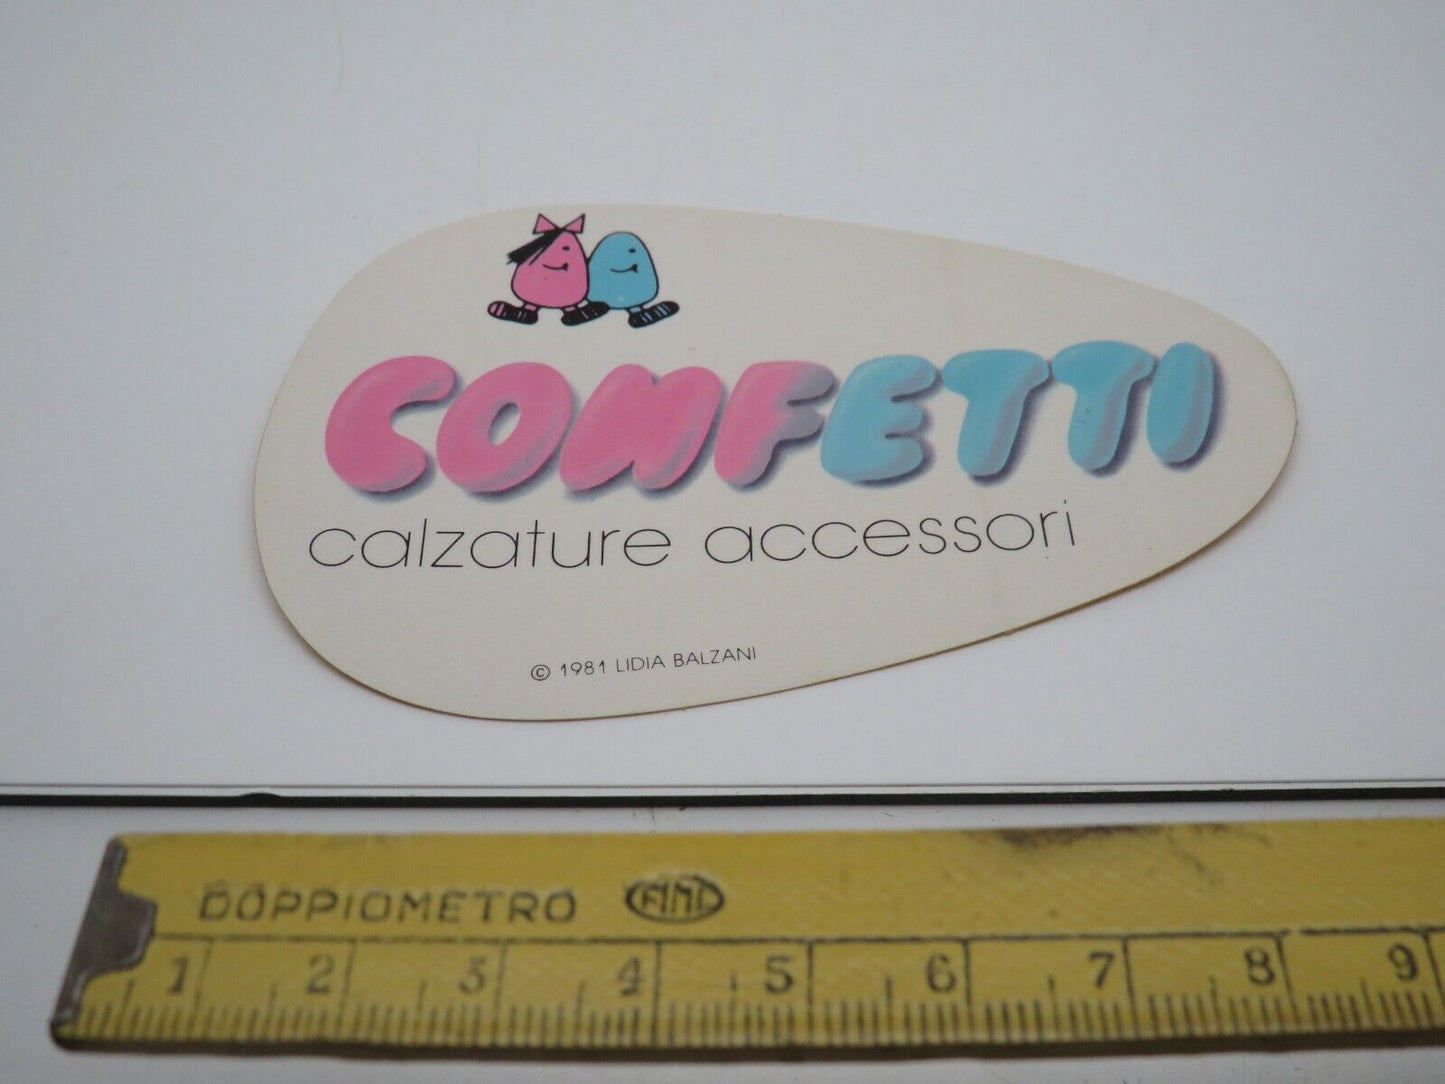 CONFETTI
calzature accessori
© 1981 LIDIA BALZANI
DOPPIOMETRO
1 2 3 4 5 6 7 8 9